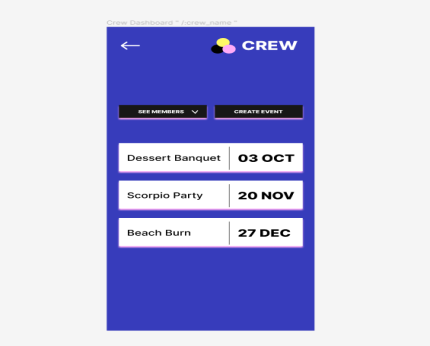 Crew Dashboard " /:crew_name "
CREW
SEE MEMBERS
CREATE EVENT
Dessert Banquet 03 OCT
Scorpio Party 20 NOV
Beach Burn 27 DEC